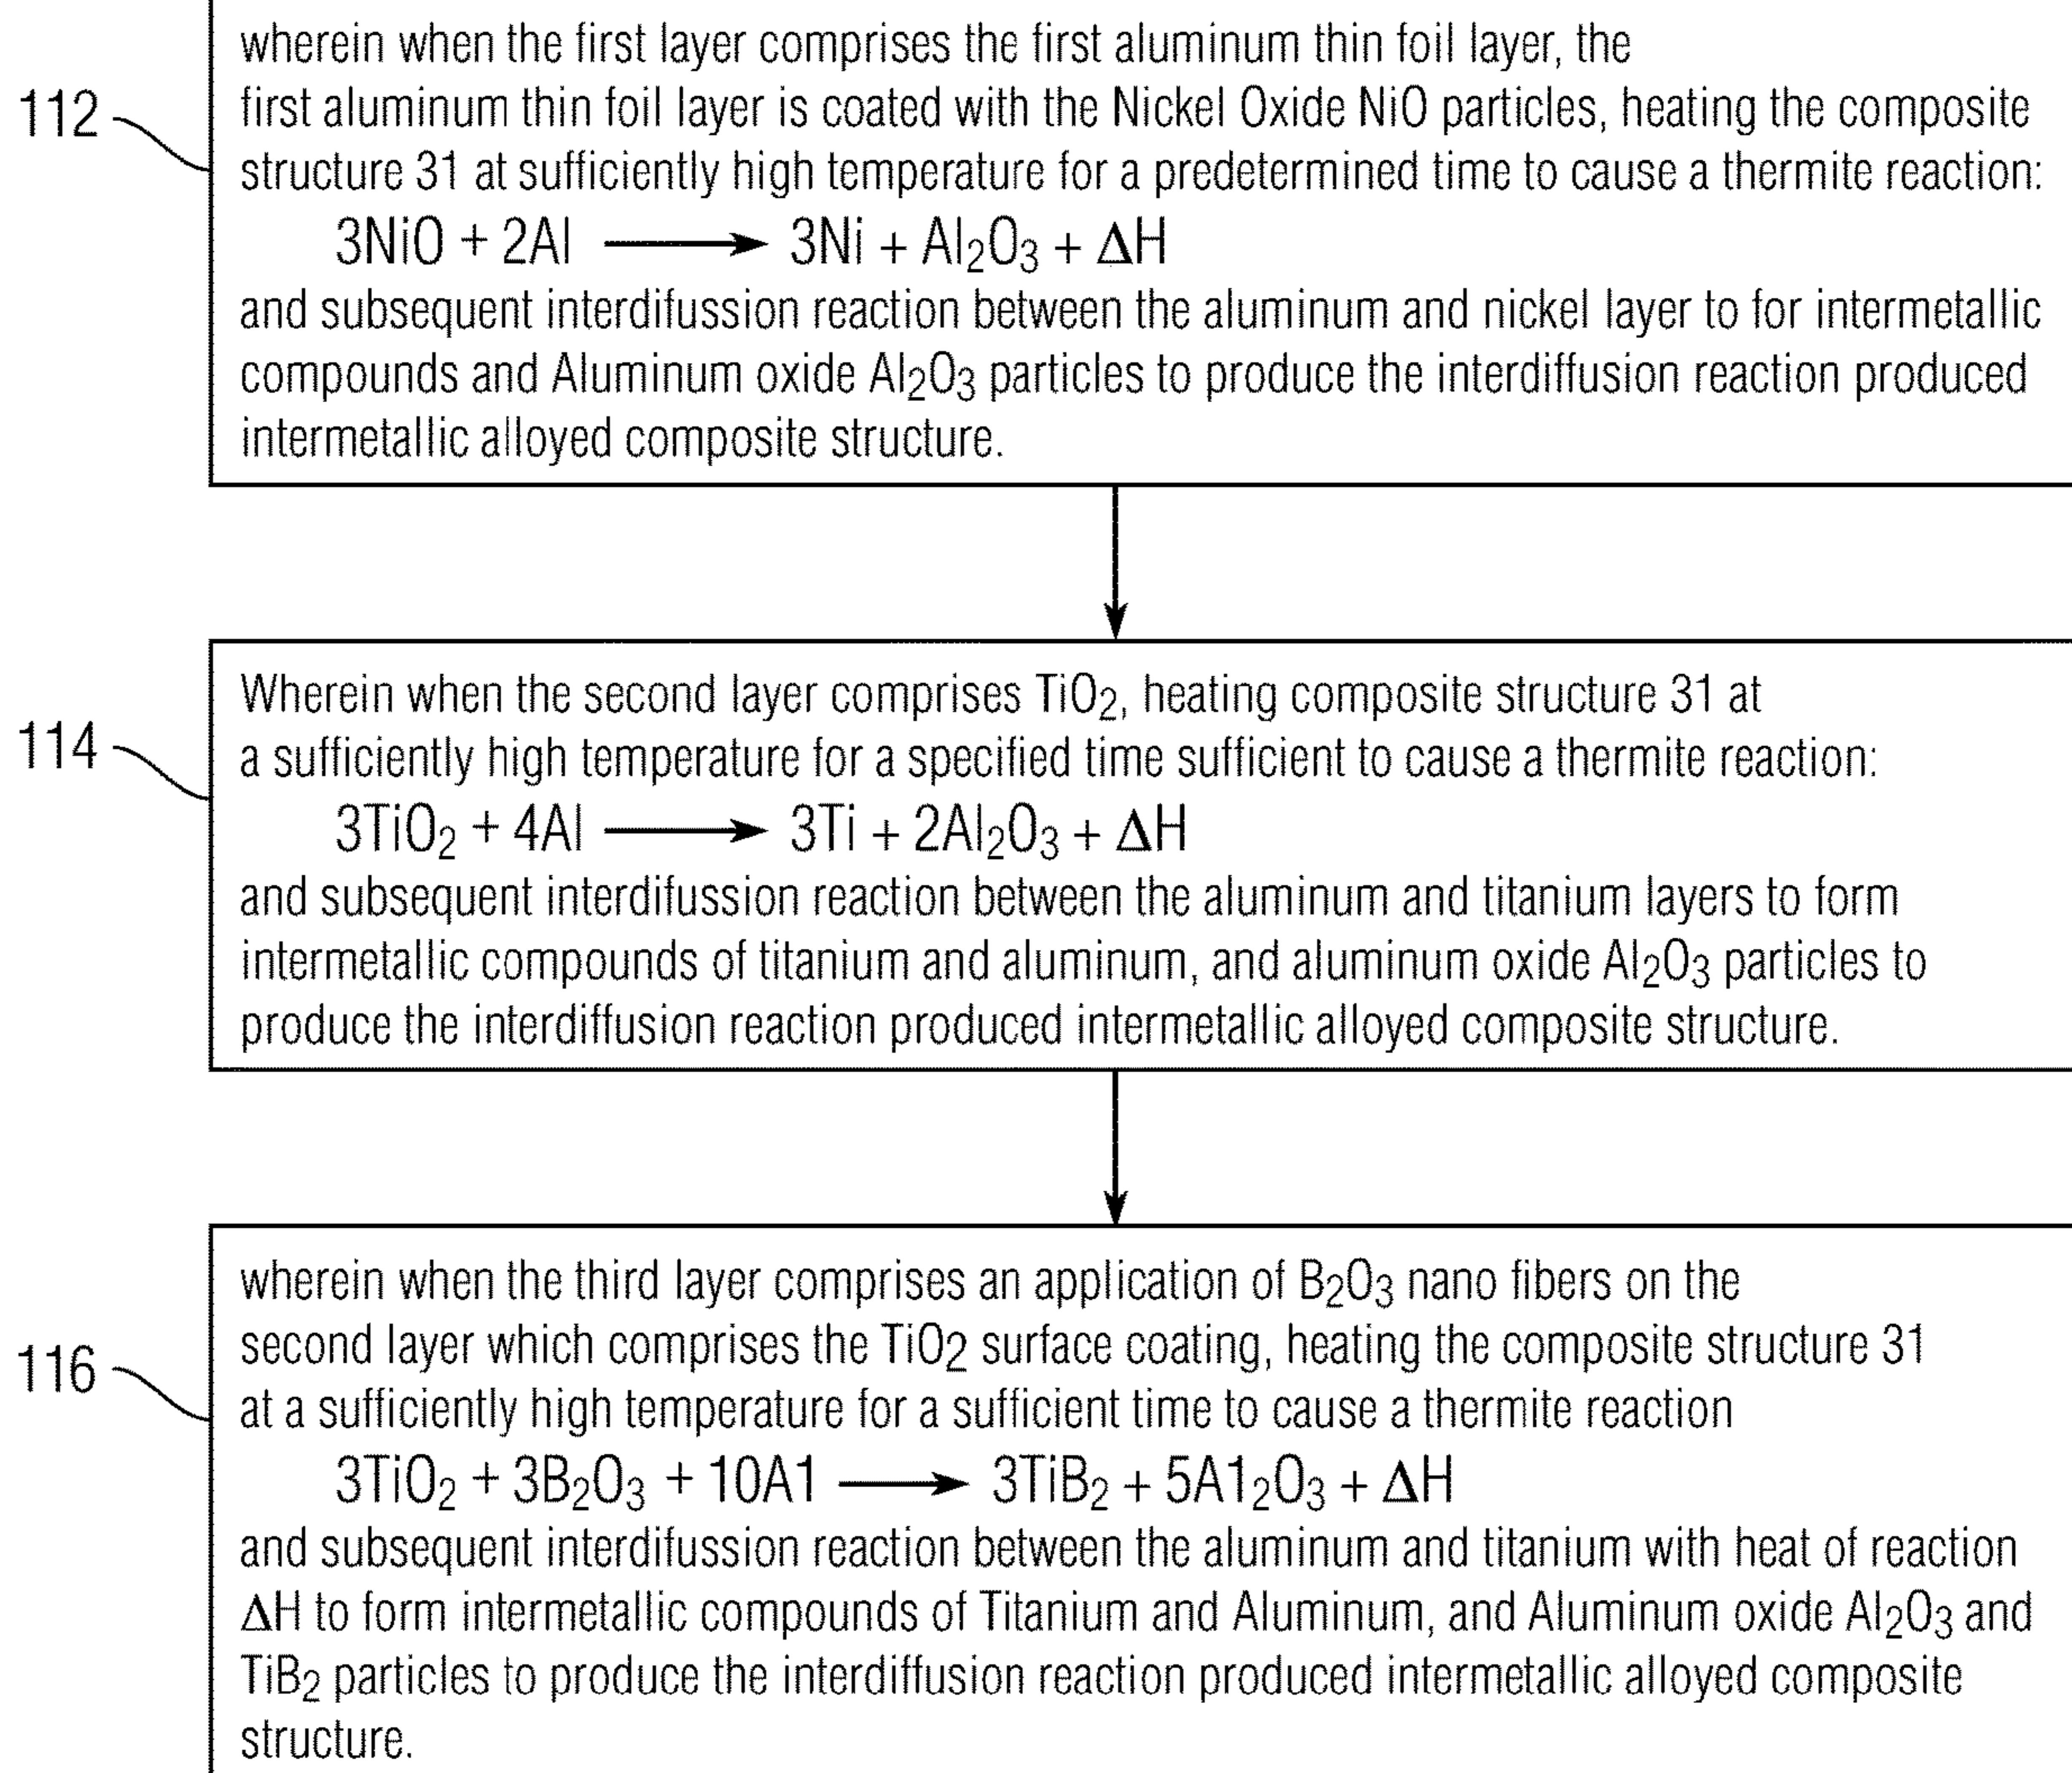 112
wherein when the first layer comprises the first aluminum thin foil layer, the
first aluminum thin foil layer is coated with the Nickel Oxide NiO particles, heating the composite
structure 31 at sufficiently high temperature for a predetermined time to cause a thermite reaction:
3NiO + 2Al ⟶ 3Ni + Al₂O₃ + ΔH
and subsequent interdifussion reaction between the aluminum and nickel layer to for intermetallic
compounds and Aluminum oxide Al₂O₃ particles to produce the interdiffusion reaction produced
intermetallic alloyed composite structure.
114
Wherein when the second layer comprises TiO₂, heating composite structure 31 at
a sufficiently high temperature for a specified time sufficient to cause a thermite reaction:
3TiO₂ + 4Al ⟶ 3Ti + 2Al₂O₃ + ΔH
and subsequent interdifussion reaction between the aluminum and titanium layers to form
intermetallic compounds of titanium and aluminum, and aluminum oxide Al₂O₃ particles to
produce the interdiffusion reaction produced intermetallic alloyed composite structure.
116
wherein when the third layer comprises an application of B₂O₃ nano fibers on the
second layer which comprises the TiO₂ surface coating, heating the composite structure 31
at a sufficiently high temperature for a sufficient time to cause a thermite reaction
3TiO₂ + 3B₂O₃ + 10A1 ⟶ 3TiB₂ + 5A1₂O₃ + ΔH
and subsequent interdifussion reaction between the aluminum and titanium with heat of reaction
ΔH to form intermetallic compounds of Titanium and Aluminum, and Aluminum oxide Al₂O₃ and
TiB₂ particles to produce the interdiffusion reaction produced intermetallic alloyed composite
structure.